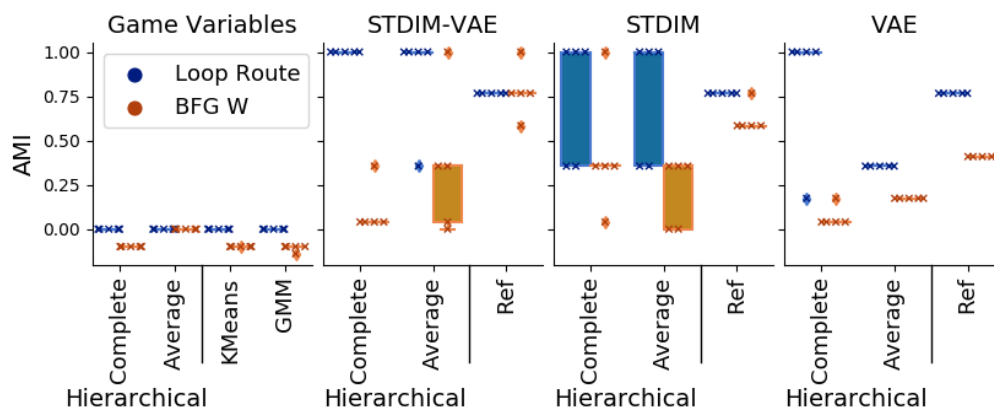 Game Variables
STDIM-VAE
STDIM
VAE
AMI
1.00
0.75
0.50
0.25
0.00
Loop Route
BFG W
Complete
Average
KMeans
GMM
Hierarchical
Complete
Average
Ref
Hierarchical
Complete
Average
Ref
Hierarchical
Complete
Average
Ref
Hierarchical